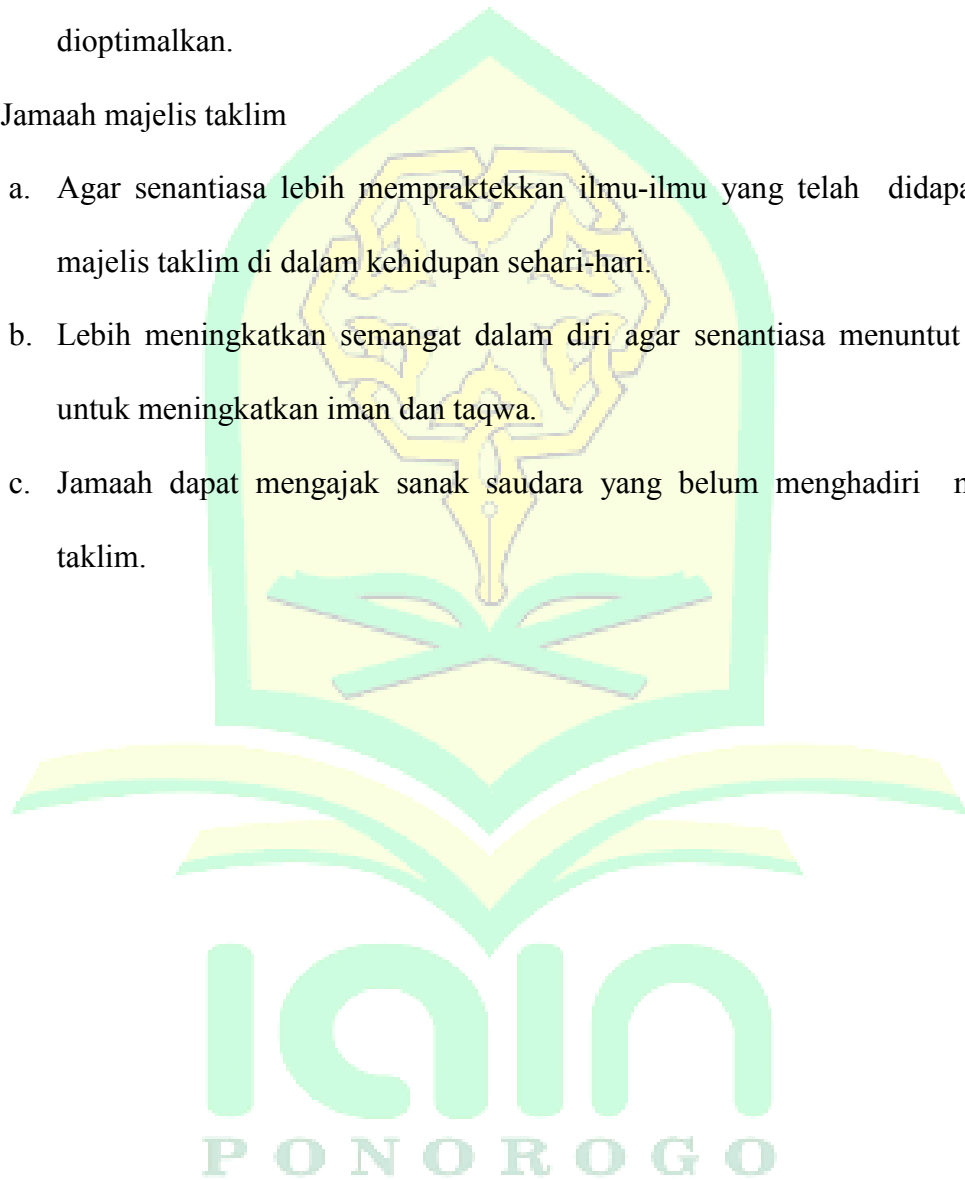 dioptimalkan.
Jamaah majelis taklim
a. Agar senantiasa lebih mempraktekkan ilmu-ilmu yang telah didapa
majelis taklim di dalam kehidupan sehari-hari.
b. Lebih meningkatkan semangat dalam diri agar senantiasa menuntut
untuk meningkatkan iman dan taqwa.
c. Jamaah dapat mengajak sanak saudara yang belum menghadiri
taklim.
iain
PONOROGO